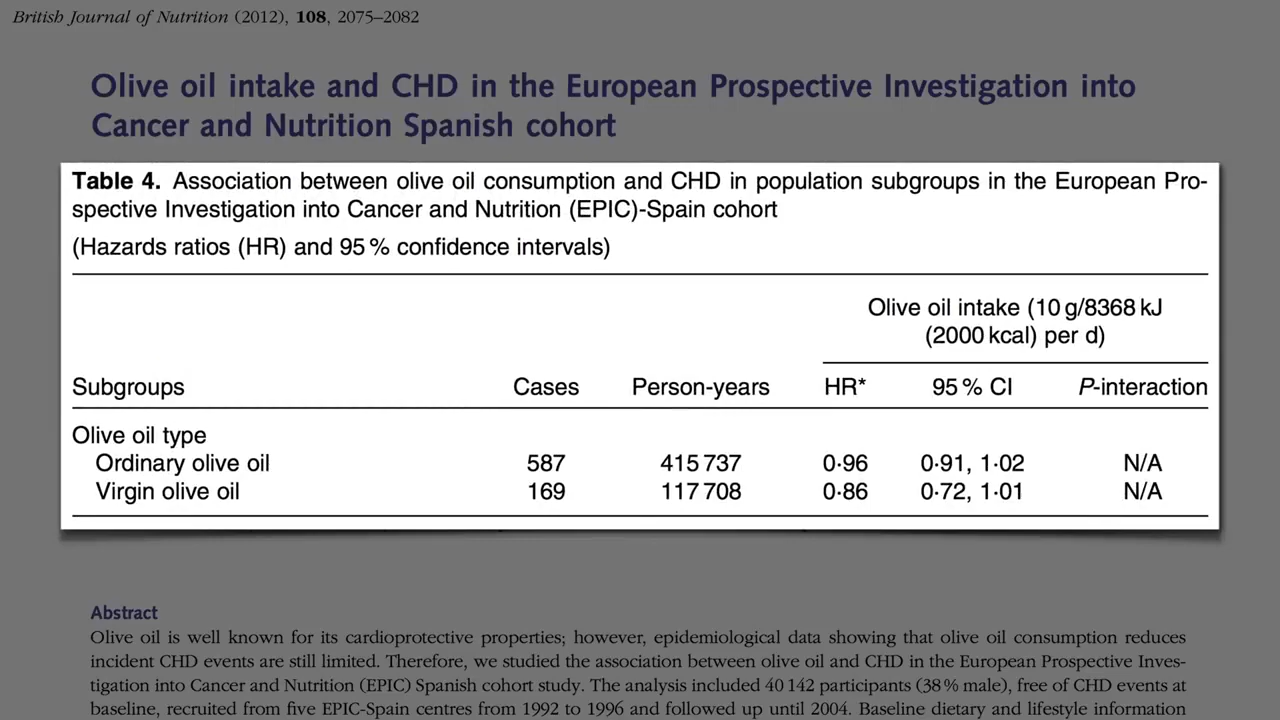 British Journal of Nutrition (2012), 108, 2075–2082
Olive oil intake and CHD in the European Prospective Investigation into
Cancer and Nutrition Spanish cohort
Table 4. Association between olive oil consumption and CHD in population subgroups in the European Pro-
spective Investigation into Cancer and Nutrition (EPIC)-Spain cohort
(Hazards ratios (HR) and 95 % confidence intervals)
Olive oil intake (10 g/8368 kJ
(2000 kcal) per d)
Subgroups Cases Person-years HR* 95 % CI P-interaction
Olive oil type
Ordinary olive oil 587 415 737 0·96 0·91, 1·02 N/A
Virgin olive oil 169 117 708 0·86 0·72, 1·01 N/A
Abstract
Olive oil is well known for its cardioprotective properties; however, epidemiological data showing that olive oil consumption reduces
incident CHD events are still limited. Therefore, we studied the association between olive oil and CHD in the European Prospective Inves-
tigation into Cancer and Nutrition (EPIC) Spanish cohort study. The analysis included 40 142 participants (38 % male), free of CHD events at
baseline, recruited from five EPIC-Spain centres from 1992 to 1996 and followed up until 2004. Baseline dietary and lifestyle information